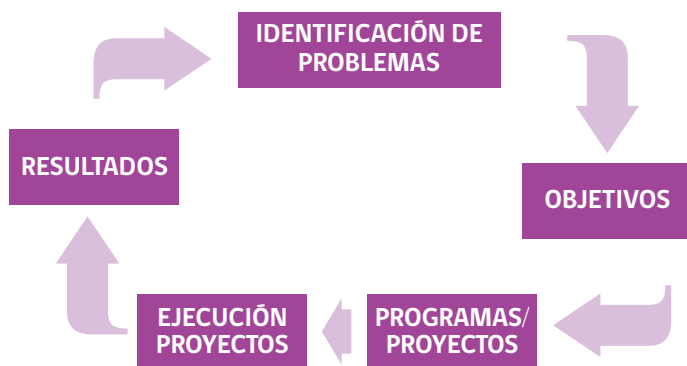 IDENTIFICACIÓN DE
PROBLEMAS
RESULTADOS
OBJETIVOS
EJECUCIÓN
PROYECTOS
PROGRAMAS/
PROYECTOS